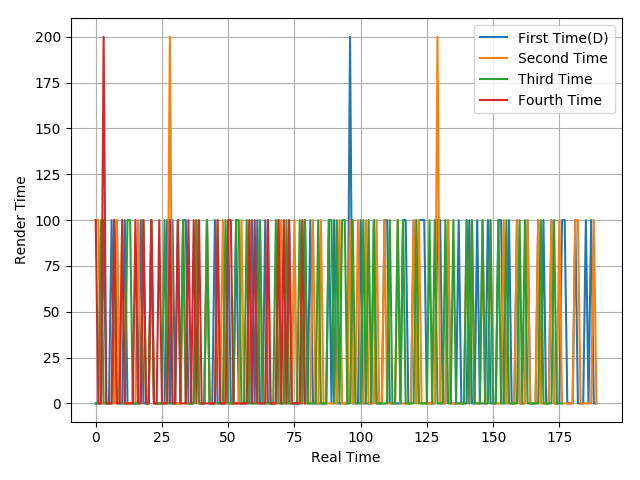 First Time(D)
Second Time
Third Time
Fourth Time
Render Time
200
175
150
125
100
75
50
25
0
0 25 50 75 100 125 150 175
Real Time